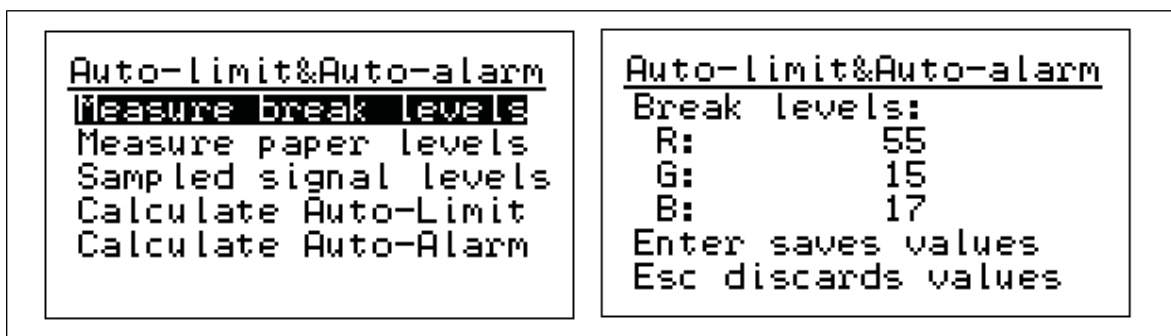 Auto-limit&Auto-alarm
Measure break levels
Measure paper levels
Sampled signal levels
Calculate Auto-Limit
Calculate Auto-Alarm
Auto-limit&Auto-alarm
Break levels:
R: 55
G: 15
B: 17
Enter saves values
Esc discards values